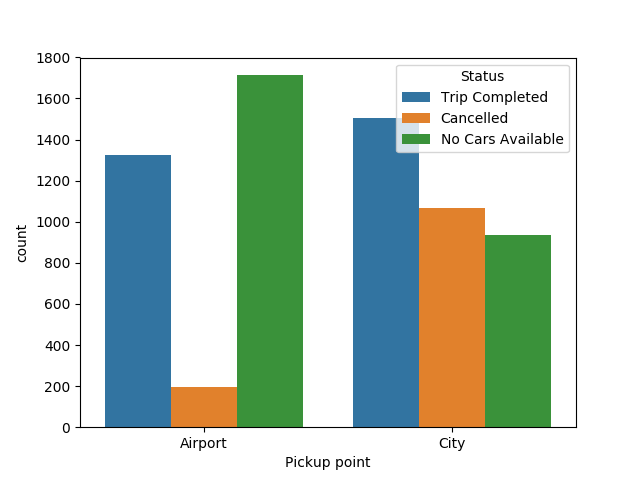 1800
1600
1400
1200
1000
800
600
400
200
0
count
Status
Trip Completed
Cancelled
No Cars Available
Airport City
Pickup point